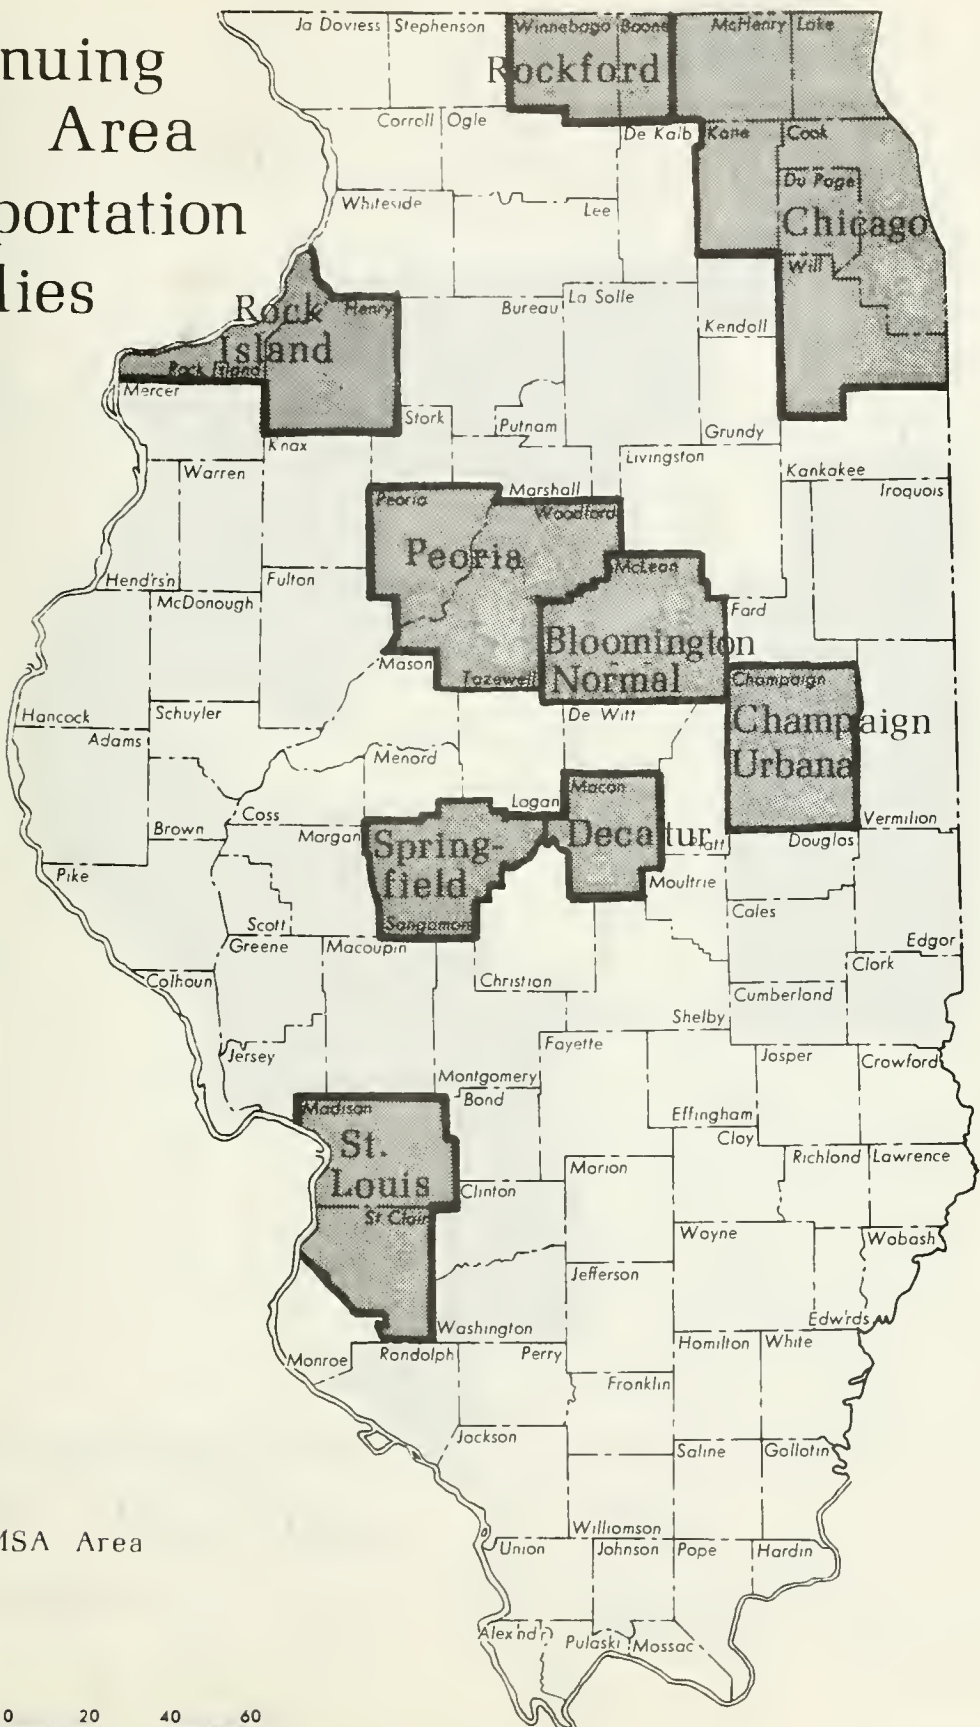 nuing
Area
portation
lies
Jo Daviess Stephenson Winnebago Boone McHenry Lake
Rockford
Carroll Ogle De Kalb Kane Cook
Du Page
Whiteside Lee
Chicago
Will
Rock Henry Bureau La Salle
Island
Rock Island
Kendall
Mercer
Stark Putnam Grundy
Knox
Warren Livingston Kankakee
Iroquois
Peoria Marshall
Woodford
Peoria
McLean
Hend'rs'n Fulton
McDonough Ford
Bloomington
Normal
Mason Tazewell
Champaign
De Witt
Hancock Schuyler
Champaign
Adams
Urbana
Menard
Logan Macon
Cass
Brown Morgan Vermilion
Spring- Decatur Piatt Douglas
field
Pike Moultrie
Coles
Scott Sangamon
Greene Macoupin Edgar
Clark
Calhoun Christian
Cumberland
Shelby
Jersey Fayette Jasper Crawford
Montgomery
Bond
Madison Effingham
Clay
St. Richland Lawrence
Marion
Louis Clinton
St Clair
Wayne Wabash
Jefferson
Edw'rds
Washington
Hamilton White
Monroe Randolph Perry
Franklin
Jackson
Saline Gallatin
MSA Area
Williamson
Union Johnson Pope Hardin
Alex'nd'r Pulaski Massac
0 20 40 60